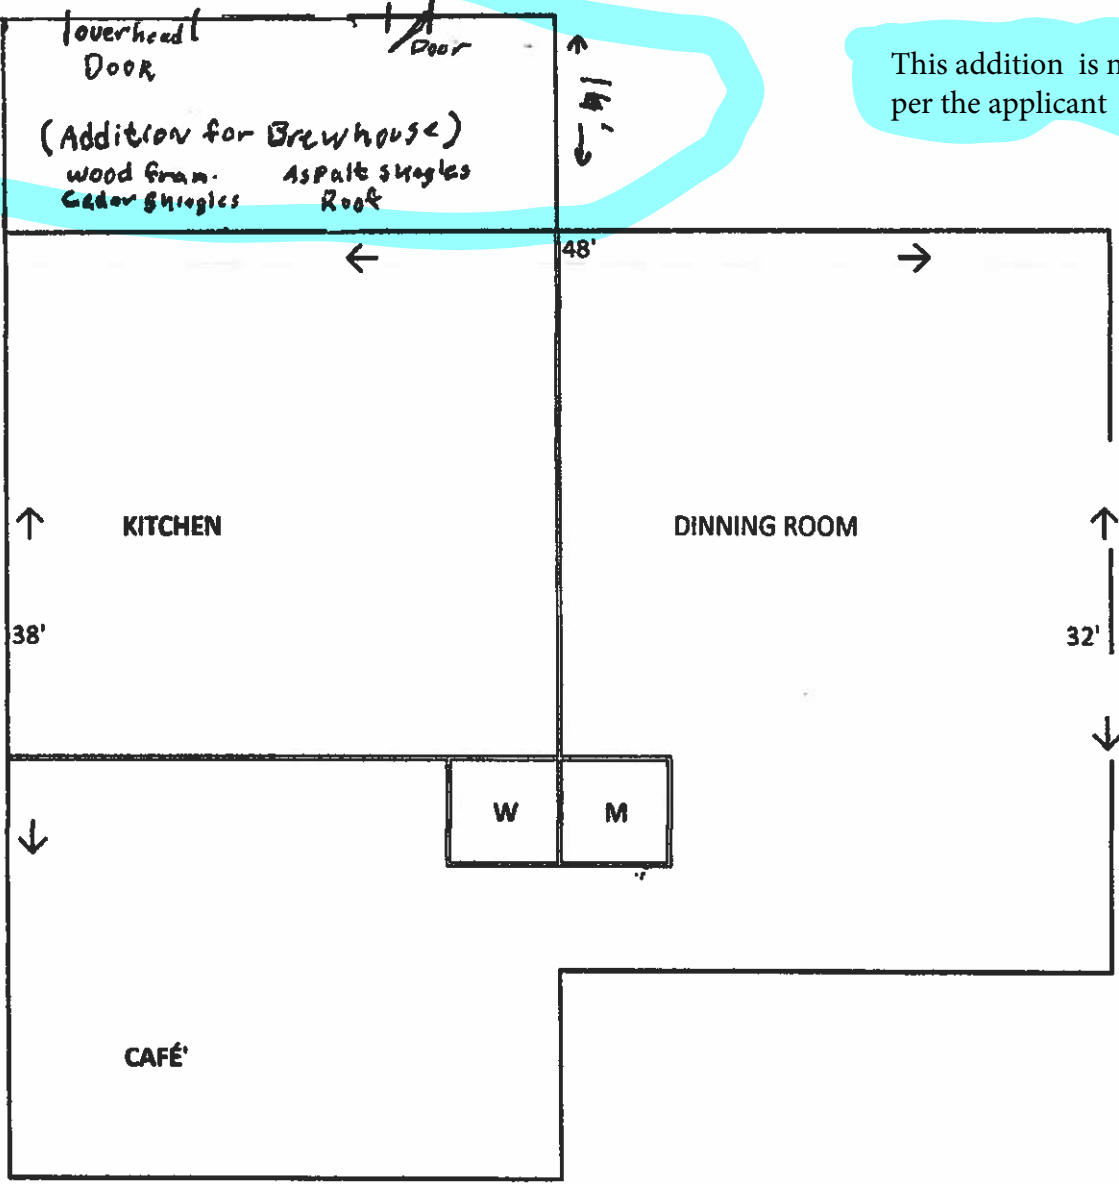 overhead
DOOR
Door
This addition is
per the applicant
(Addition for Brewhouse)
wood fram.
Aspalt shingles
Cedar Shingles
Roof
48'
KITCHEN
DINNING ROOM
38'
32'
W
M
CAFÉ'